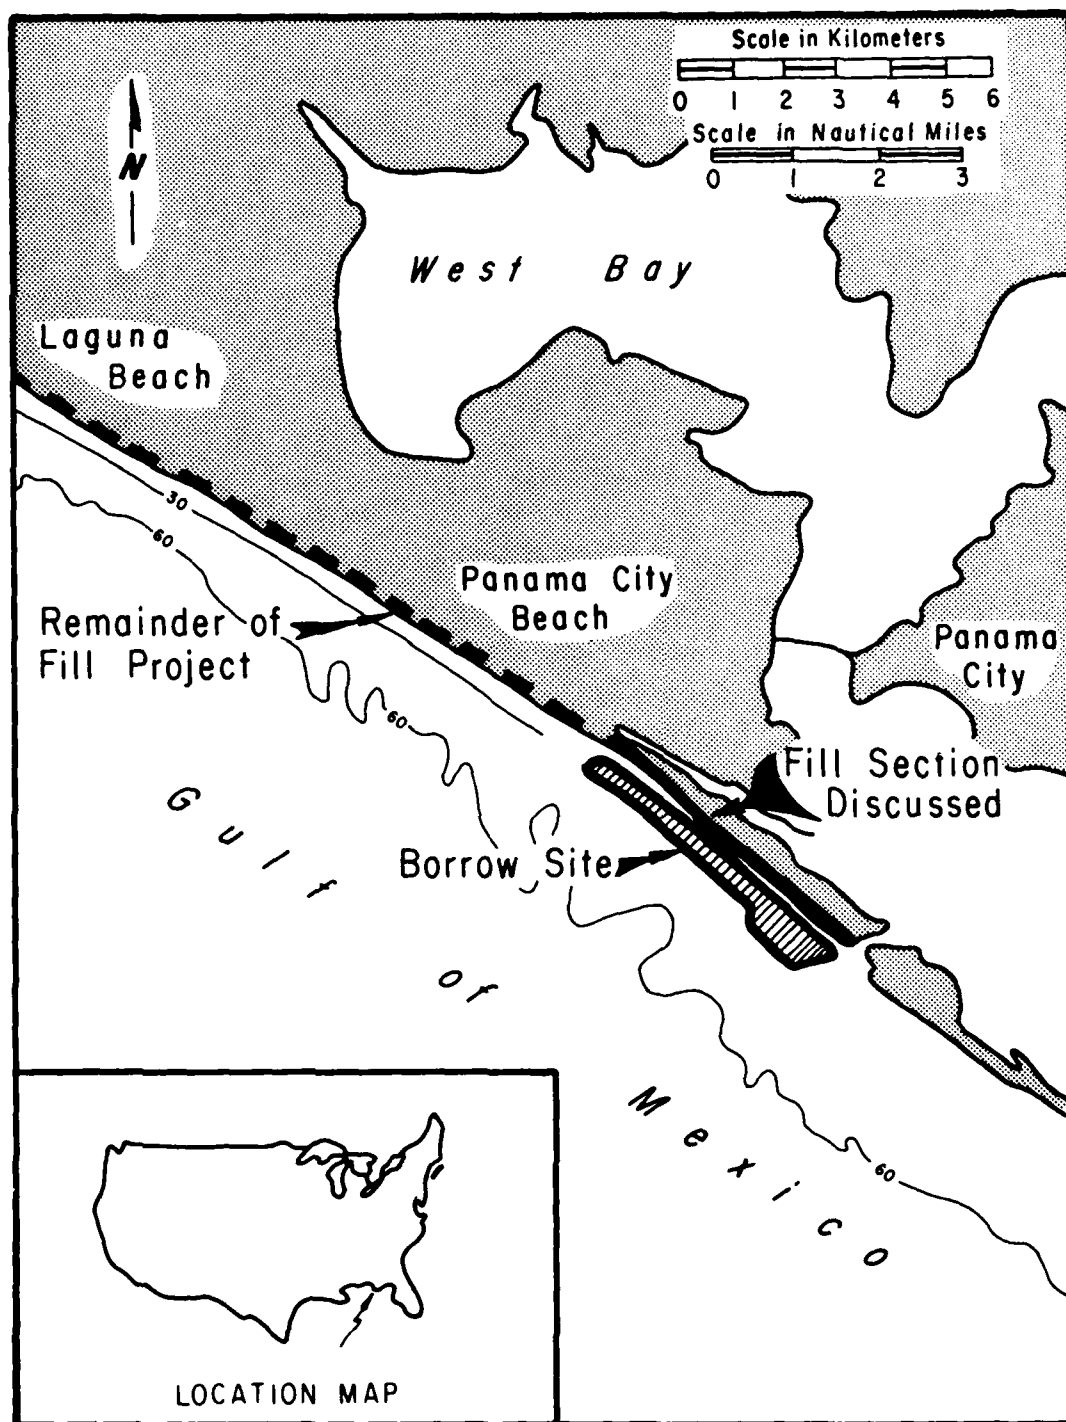 Scale in Kilometers
0 1 2 3 4 5 6
Scale in Nautical Miles
0 1 2 3
N
West Bay
Laguna
Beach
30
60
Panama City
Beach
Remainder of
Fill Project
Panama
City
60
Fill Section
Discussed
Borrow Site
Gulf
of
Mexico
60
LOCATION MAP